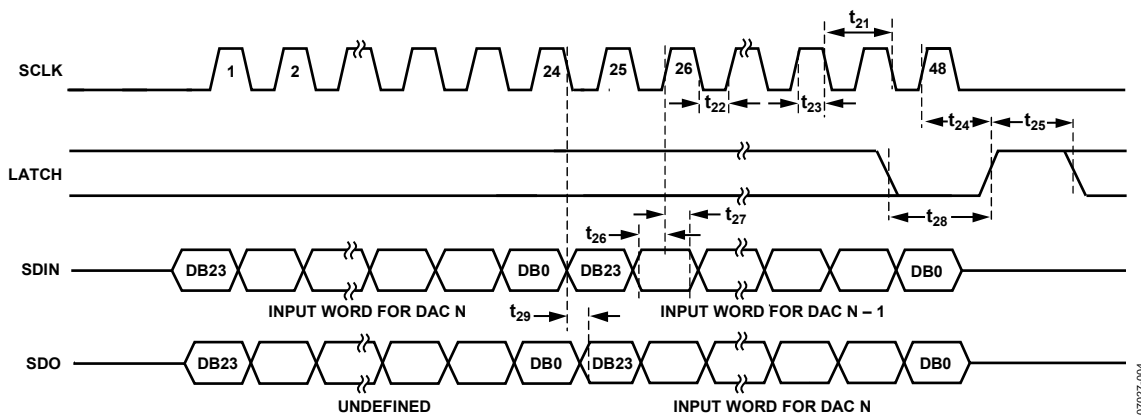 t21
SCLK
1
2
24
25
26
48
t22
t23
t24
t25
LATCH
t28
t27
t26
SDIN
DB23
DB0
DB23
DB0
INPUT WORD FOR DAC N
INPUT WORD FOR DAC N – 1
t29
SDO
DB23
DB0
DB23
DB0
UNDEFINED
INPUT WORD FOR DAC N
07027-004